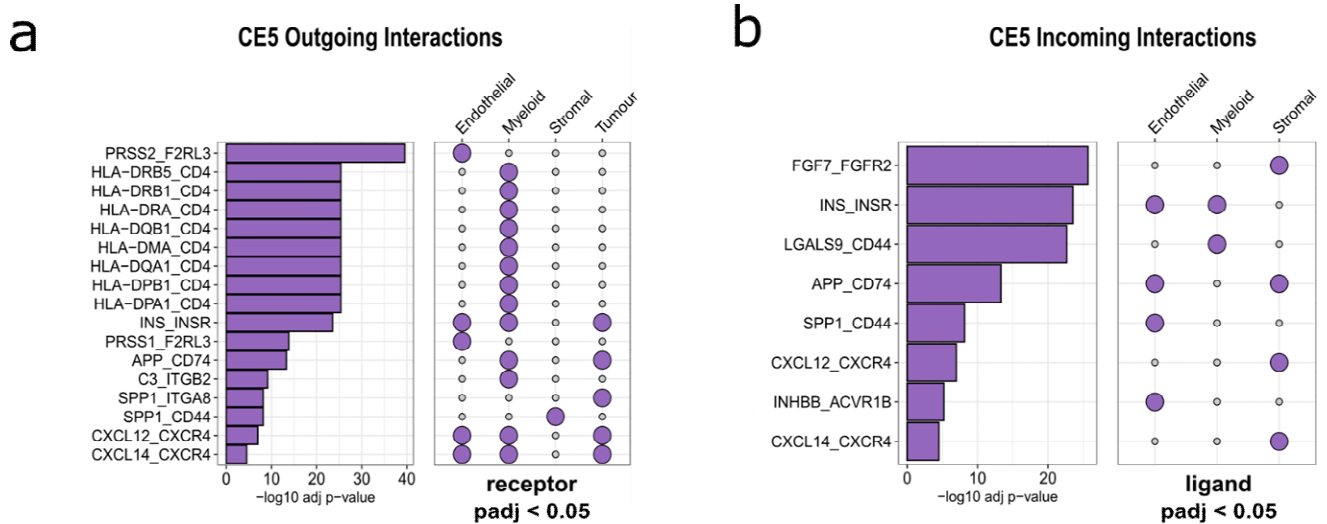 a
CE5 Outgoing Interactions
Endothelial
Myeloid
Stromal
Tumour
PRSS2_F2RL3
HLA−DRB5_CD4
HLA−DRB1_CD4
HLA−DRA_CD4
HLA−DQB1_CD4
HLA−DMA_CD4
HLA−DQA1_CD4
HLA−DPB1_CD4
HLA−DPA1_CD4
INS_INSR
PRSS1_F2RL3
APP_CD74
C3_ITGB2
SPP1_ITGA8
SPP1_CD44
CXCL12_CXCR4
CXCL14_CXCR4
0 10 20 30 40
−log10 adj p−value
receptor
padj < 0.05
b
CE5 Incoming Interactions
Endothelial
Myeloid
Stromal
FGF7_FGFR2
INS_INSR
LGALS9_CD44
APP_CD74
SPP1_CD44
CXCL12_CXCR4
INHBB_ACVR1B
CXCL14_CXCR4
0 10 20
−log10 adj p−value
ligand
padj < 0.05